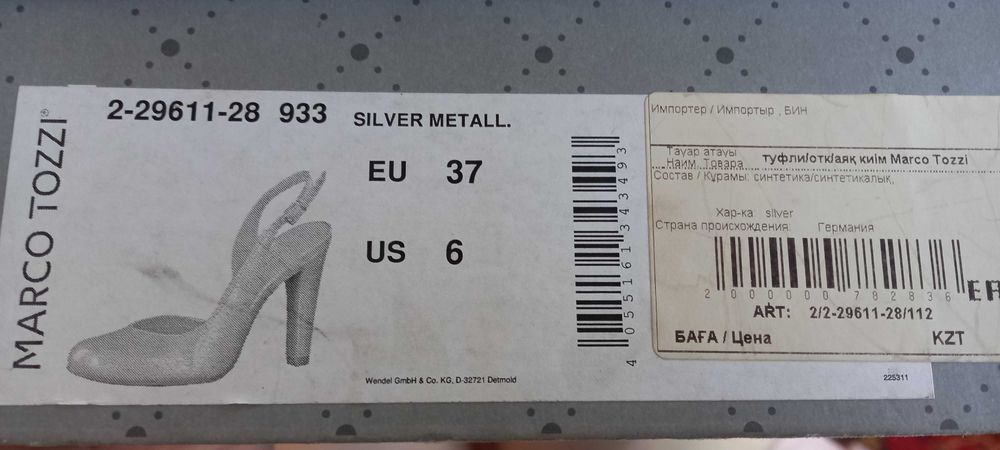 MARCO TOZZI®
2-29611-28 933 SILVER METALL.
EU 37
US 6
Wendel GmbH & Co. KG, D-32721 Detmold
225311
4 055161 343493
Импортер / Импортыр , БИН
Тауар атауы
Наим. Товара туфли/отк/аяқ киім Marco Tozzi
Состав / Құрамы: синтетика/синтетикалық,
Хар-ка silver
Страна происхождения: Германия
2 000000 782836
ART: 2/2-29611-28/112
БАҒА / Цена KZT